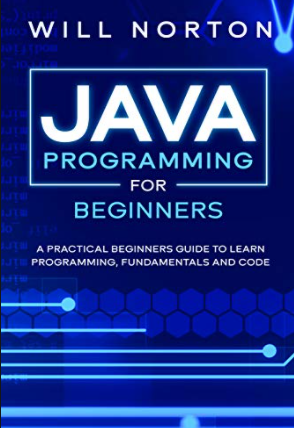 WILL NORTON
JAVA
PROGRAMMING
FOR
BEGINNERS
A PRACTICAL BEGINNERS GUIDE TO LEARN
PROGRAMMING, FUNDAMENTALS AND CODE